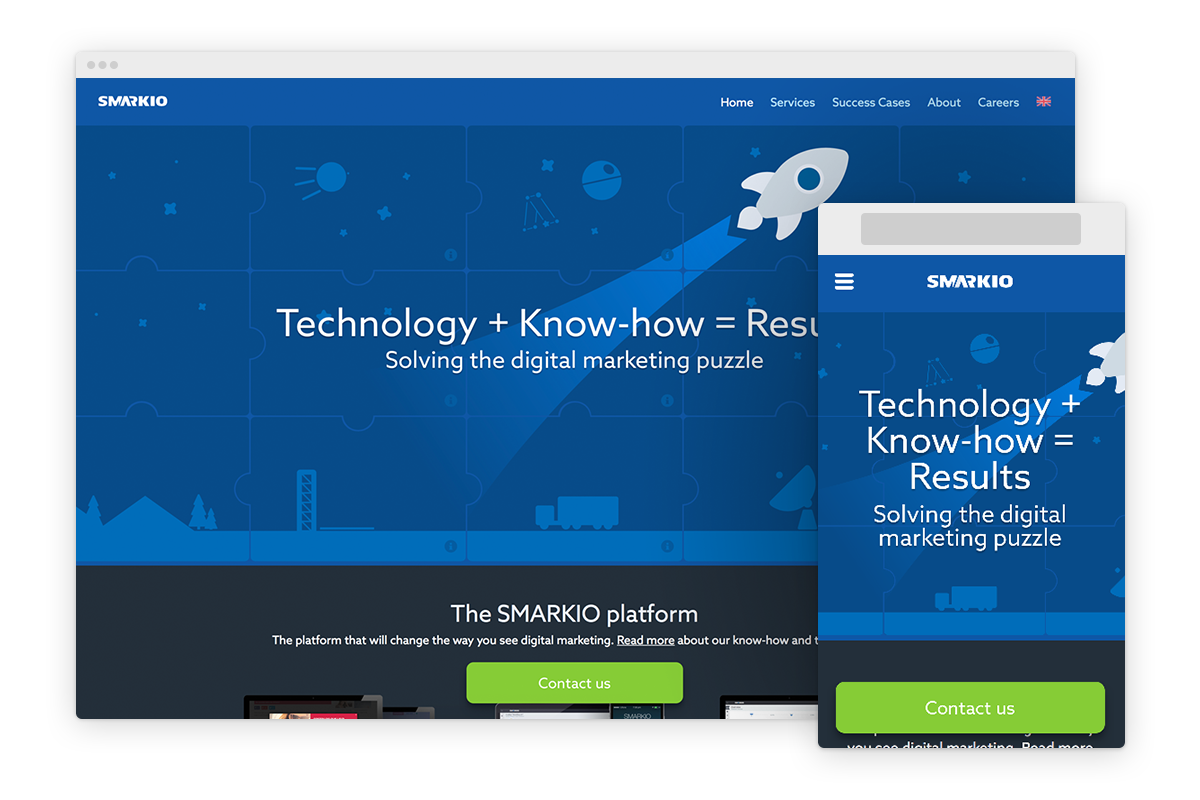 SMARKIO
Home Services Success Cases About Careers
Technology + Know-how = Resu
Solving the digital marketing puzzle
The SMARKIO platform
The platform that will change the way you see digital marketing. Read more about our know-how and t
Contact us
SMARKIO
SMARKIO
Technology +
Know-how =
Results
Solving the digital
marketing puzzle
Contact us
you see digital marketing. Read more